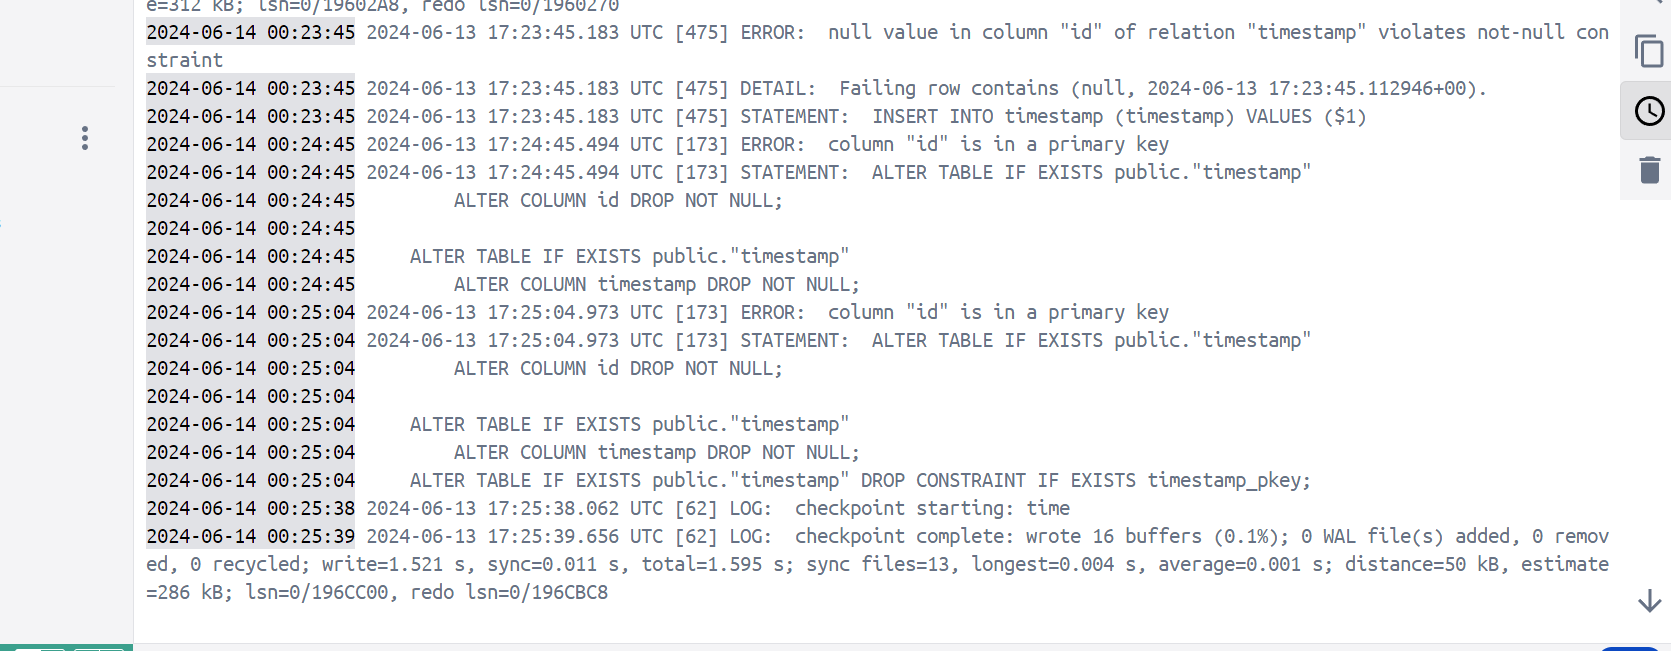 e=312 kB; lsn=0/19602A8, redo lsn=0/1960270
2024-06-14 00:23:45 2024-06-13 17:23:45.183 UTC [475] ERROR:  null value in column "id" of relation "timestamp" violates not-null con
straint
2024-06-14 00:23:45 2024-06-13 17:23:45.183 UTC [475] DETAIL:  Failing row contains (null, 2024-06-13 17:23:45.112946+00).
2024-06-14 00:23:45 2024-06-13 17:23:45.183 UTC [475] STATEMENT:  INSERT INTO timestamp (timestamp) VALUES ($1)
2024-06-14 00:24:45 2024-06-13 17:24:45.494 UTC [173] ERROR:  column "id" is in a primary key
2024-06-14 00:24:45 2024-06-13 17:24:45.494 UTC [173] STATEMENT:  ALTER TABLE IF EXISTS public."timestamp"
2024-06-14 00:24:45         ALTER COLUMN id DROP NOT NULL;
2024-06-14 00:24:45
2024-06-14 00:24:45     ALTER TABLE IF EXISTS public."timestamp"
2024-06-14 00:24:45         ALTER COLUMN timestamp DROP NOT NULL;
2024-06-14 00:25:04 2024-06-13 17:25:04.973 UTC [173] ERROR:  column "id" is in a primary key
2024-06-14 00:25:04 2024-06-13 17:25:04.973 UTC [173] STATEMENT:  ALTER TABLE IF EXISTS public."timestamp"
2024-06-14 00:25:04         ALTER COLUMN id DROP NOT NULL;
2024-06-14 00:25:04
2024-06-14 00:25:04     ALTER TABLE IF EXISTS public."timestamp"
2024-06-14 00:25:04         ALTER COLUMN timestamp DROP NOT NULL;
2024-06-14 00:25:04     ALTER TABLE IF EXISTS public."timestamp" DROP CONSTRAINT IF EXISTS timestamp_pkey;
2024-06-14 00:25:38 2024-06-13 17:25:38.062 UTC [62] LOG:  checkpoint starting: time
2024-06-14 00:25:39 2024-06-13 17:25:39.656 UTC [62] LOG:  checkpoint complete: wrote 16 buffers (0.1%); 0 WAL file(s) added, 0 remov
ed, 0 recycled; write=1.521 s, sync=0.011 s, total=1.595 s; sync files=13, longest=0.004 s, average=0.001 s; distance=50 kB, estimate
=286 kB; lsn=0/196CC00, redo lsn=0/196CBC8